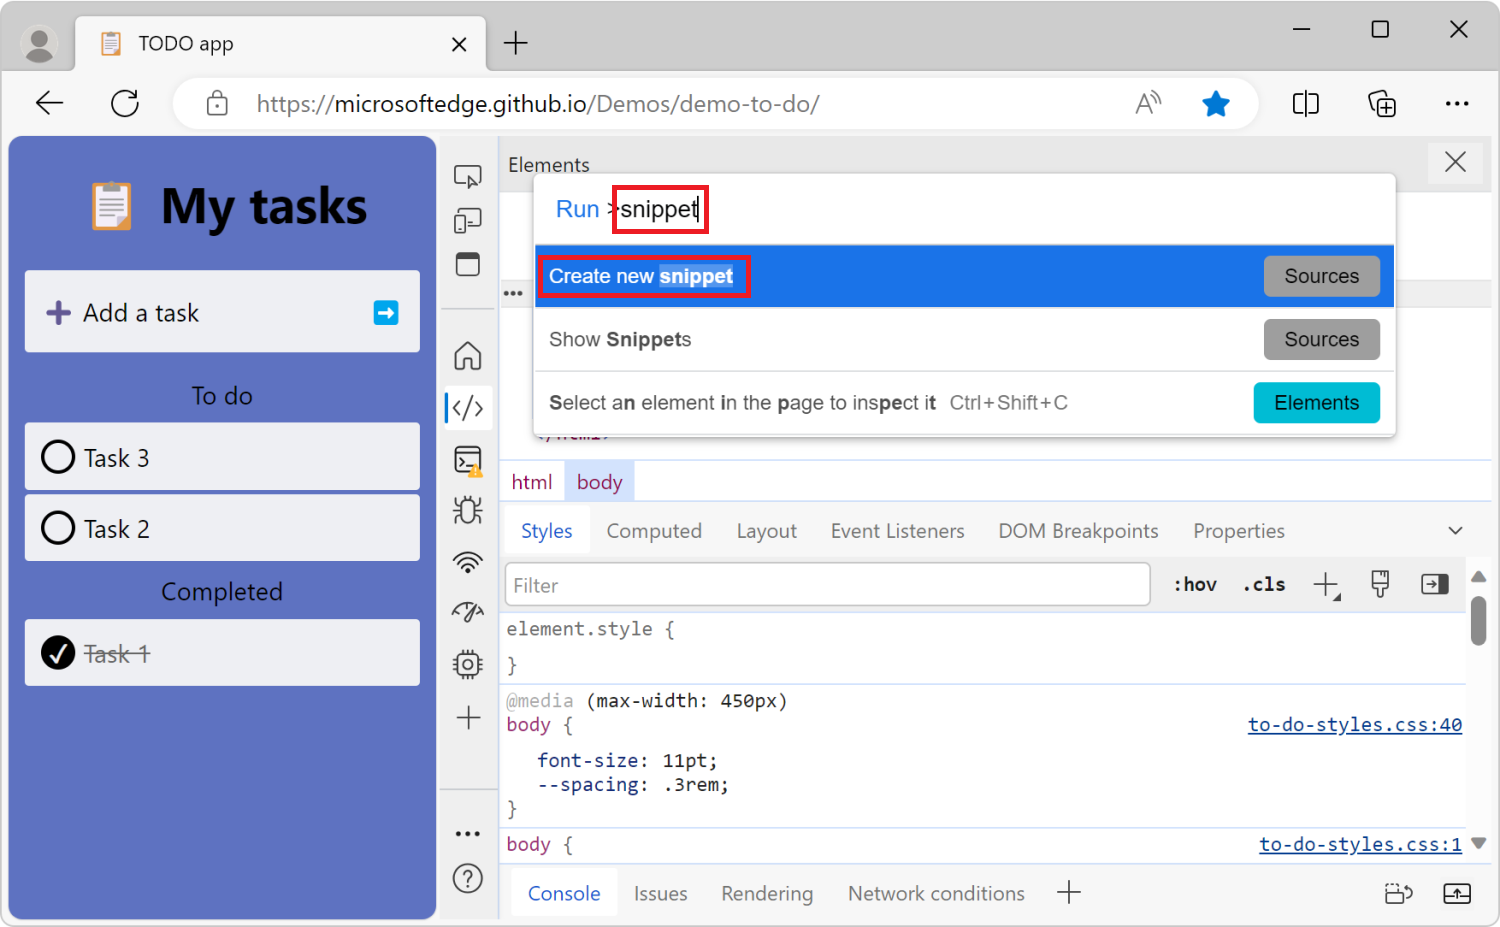 TODO app
https://microsoftedge.github.io/Demos/demo-to-do/
My tasks
Add a task
To do
Task 3
Task 2
Completed
Task 1
Elements
Run >snippet
Create new snippet Sources
Show Snippets Sources
Select an element in the page to inspect it Ctrl+Shift+C Elements
</html>
html body
Styles Computed Layout Event Listeners DOM Breakpoints Properties
Filter :hov .cls
element.style {
}
@media (max-width: 450px)
body { to-do-styles.css:40
font-size: 11pt;
--spacing: .3rem;
}
body { to-do-styles.css:1
Console Issues Rendering Network conditions